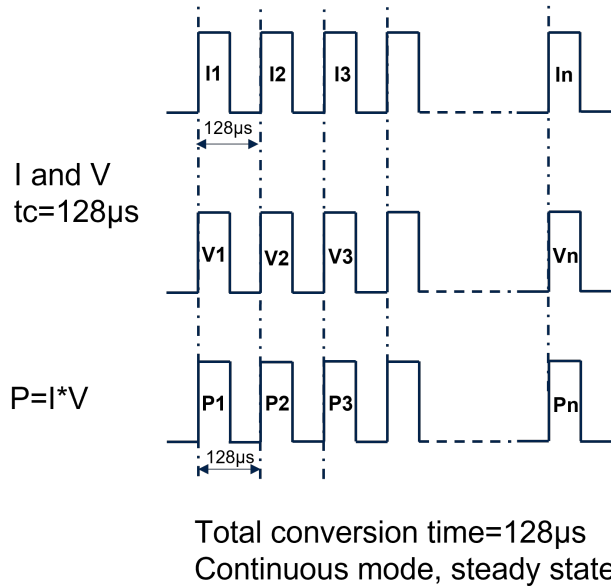 I1 I2 I3 In
128µs
I and V
tc=128µs
V1 V2 V3 Vn
P=I*V
P1 P2 P3 Pn
128µs
Total conversion time=128µs
Continuous mode, steady state